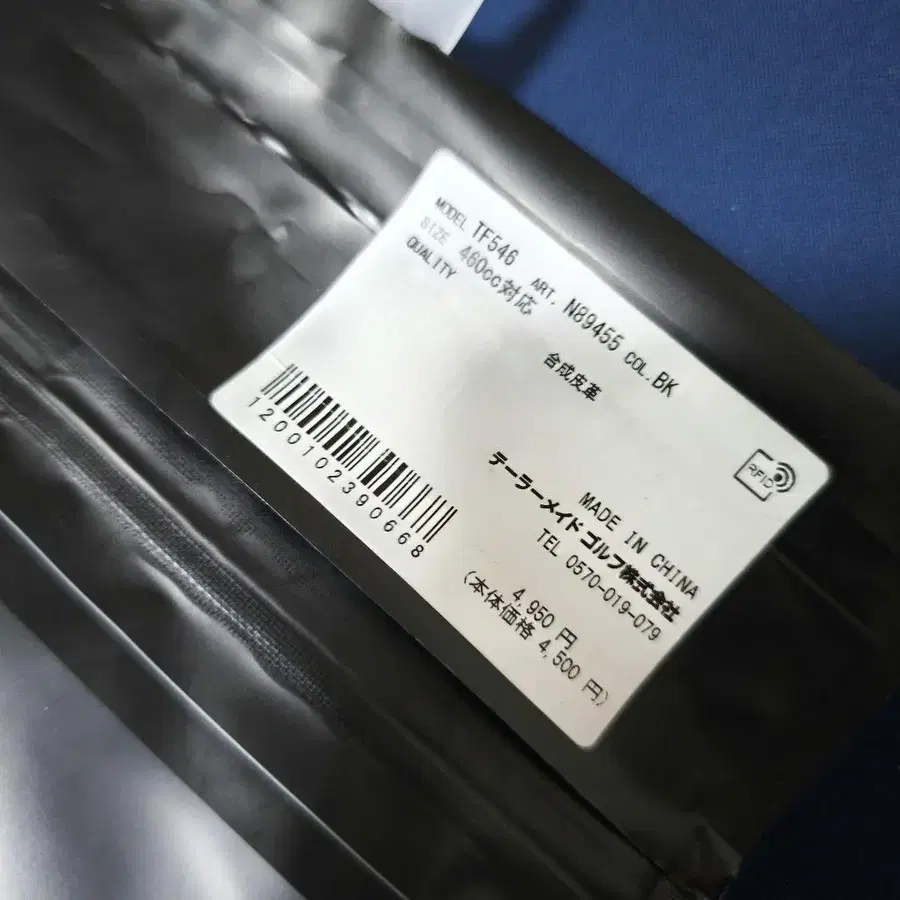 MODEL TF546 ART. N89455 COL. BK
SIZE 460cc対応
QUALITY
合成皮革
1200102390668
RFID
MADE IN CHINA
テーラーメイド ゴルフ株式会社
TEL 0570-019-079
4,950 円
(本体価格 4,500 円)